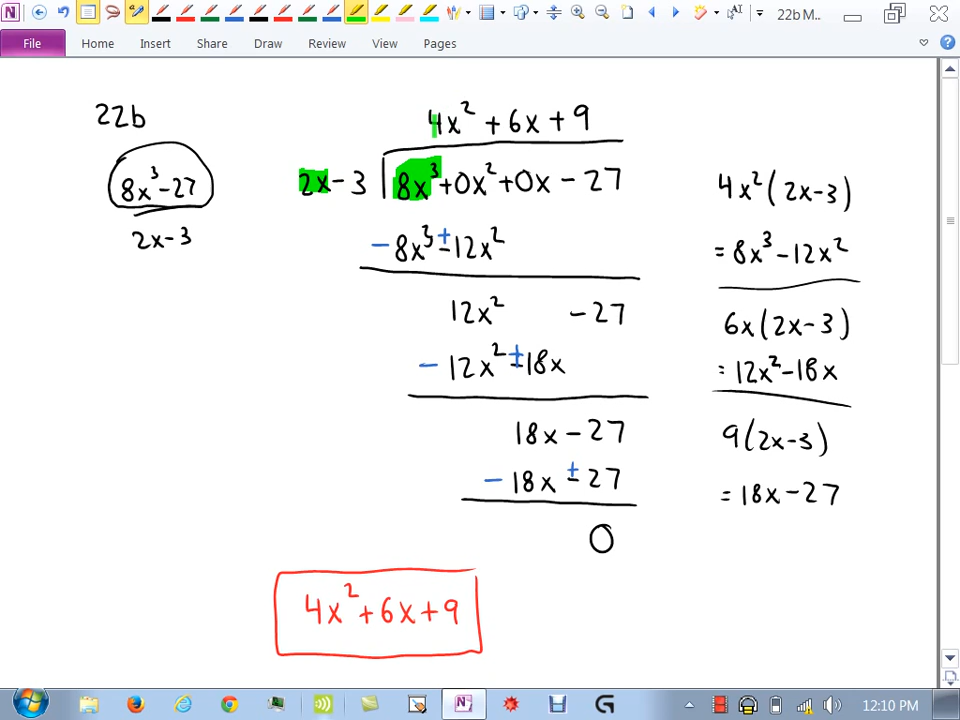 22b M...
File Home Insert Share Draw Review View Pages
22b
8x³-27
2x-3
4x² + 6x + 9
2x - 3 8x³+0x²+0x - 27
- 8x³ -+ 12x²
12x² - 27
- 12x² -+ 18x
18x - 27
- 18x -+ 27
0
4x²+6x+9
4x²(2x-3)
= 8x³-12x²
6x(2x-3)
= 12x²-18x
9(2x-3)
= 18x-27
12:10 PM